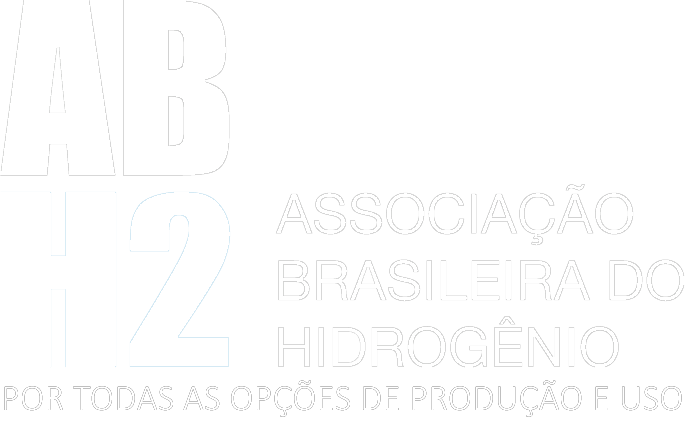 AB
H2
ASSOCIAÇÃO
BRASILEIRA DO
HIDROGÊNIO
POR TODAS AS OPÇÕES DE PRODUÇÃO E USO